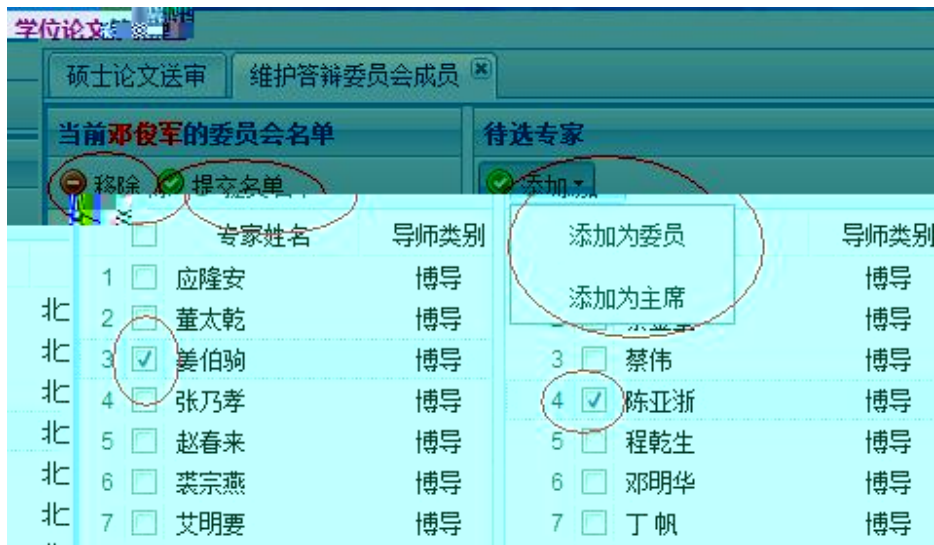 学位论文
硕士论文送审 维护答辩委员会成员
当前邓俊军的委员会名单 待选专家
移除 提交名单 添加
专家姓名 导师类别 添加为委员 导师类别
1 应隆安 博导 添加为主席 博导
2 董太乾 博导 博导
3 姜伯驹 博导 3 蔡伟 博导
4 张乃孝 博导 4 陈亚浙 博导
5 赵春来 博导 5 程乾生 博导
6 裘宗燕 博导 6 邓明华 博导
7 艾明要 博导 7 丁帆 博导
北
北
北
北
北
北